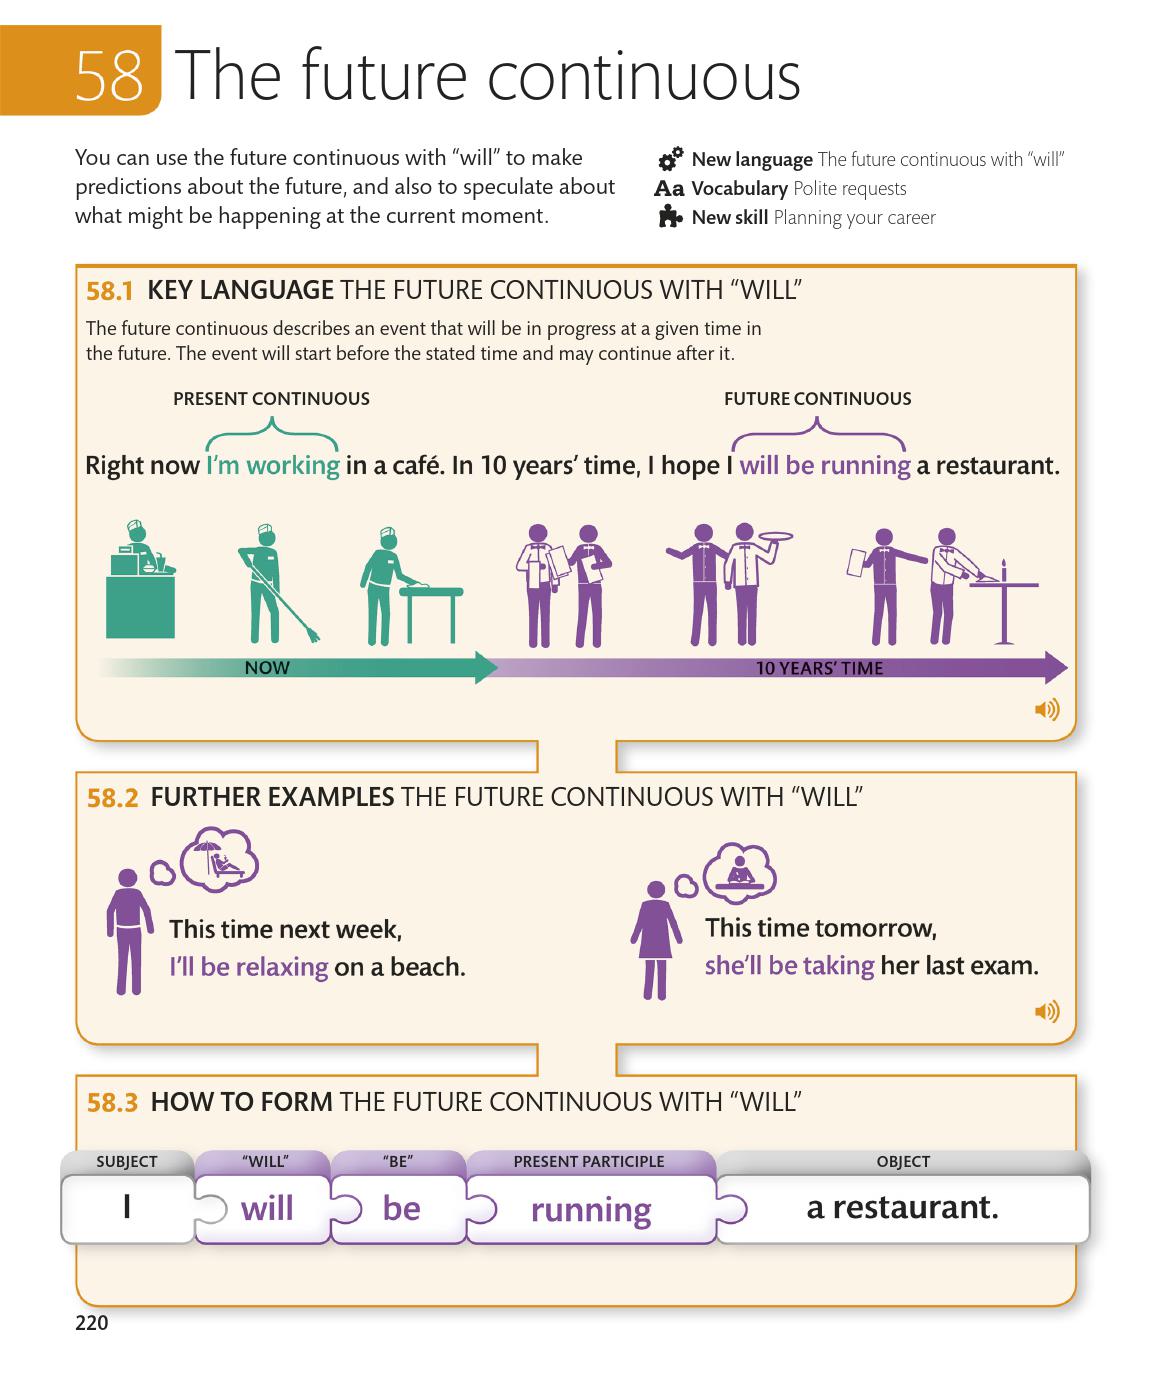 58 The future continuous
You can use the future continuous with “will” to make
predictions about the future, and also to speculate about
what might be happening at the current moment.
New language The future continuous with “will”
Aa Vocabulary Polite requests
New skill Planning your career
58.1 KEY LANGUAGE THE FUTURE CONTINUOUS WITH “WILL”
The future continuous describes an event that will be in progress at a given time in
the future. The event will start before the stated time and may continue after it.
PRESENT CONTINUOUS
FUTURE CONTINUOUS
Right now I’m working in a café. In 10 years’ time, I hope I will be running a restaurant.
NOW
10 YEARS’ TIME
58.2 FURTHER EXAMPLES THE FUTURE CONTINUOUS WITH “WILL”
This time next week,
I’ll be relaxing on a beach.
This time tomorrow,
she’ll be taking her last exam.
58.3 HOW TO FORM THE FUTURE CONTINUOUS WITH “WILL”
SUBJECT “WILL” “BE” PRESENT PARTICIPLE OBJECT
I will be running a restaurant.
220